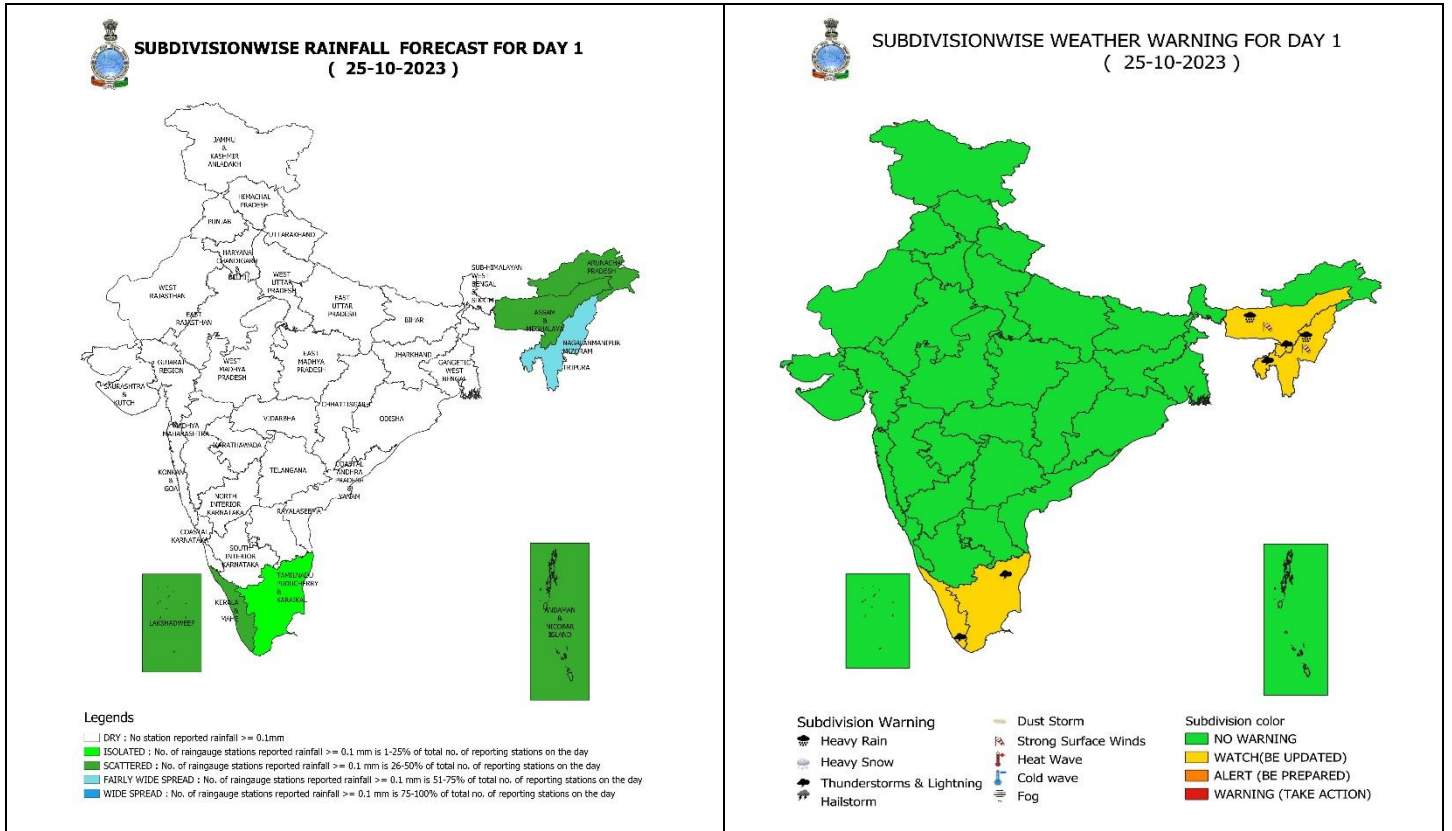 SUBDIVISIONWISE RAINFALL FORECAST FOR DAY 1
( 25-10-2023 )
JAMMU
&
KASHMIR
ANLADAKH
HIMACHAL
PRADESH
PUNJAB
UTTARAKHAND
HARYANA
CHANDIGARH
&
DELHI
WEST
RAJASTHAN
WEST
UTTAR
PRADESH
EAST
UTTAR
PRADESH
EAST
RAJASTHAN
SUB-HIMALAYAN
WEST
BENGAL
&
SIKKIM
ARUNACHAL
PRADESH
ASSAM
&
MEGHALAYA
BIHAR
NAGALANMANIPUR
MIZORAM
&
TRIPURA
JHARKHAND
GANGETIC
WEST
BENGAL
GUJARAT
REGION
WEST
MADHYA
PRADESH
EAST
MADHYA
PRADESH
SAURASHTRA
&
KUTCH
CHHATTISGARH
ODISHA
VIDARBHA
MADHYA
MAHARASHTRA
MARATHAWADA
KONKAN
&
GOA
TELANGANA
COASTAL
ANDHRA
PRADESH
&
YANAM
NORTH
INTERIOR
KARNATAKA
RAYALASEEMA
COASTAL
KARNATAKA
SOUTH
INTERIOR
KARNATAKA
TAMILNADU
PUDUCHERRY
&
KARAIKAL
KERALA
&
MAHE
LAKSHADWEEP
ANDAMAN
&
NICOBAR
ISLAND
Legends
DRY : No station reported rainfall >= 0.1mm
ISOLATED : No. of raingauge stations reported rainfall >= 0.1 mm is 1-25% of total no. of reporting stations on the day
SCATTERED : No. of raingauge stations reported rainfall >= 0.1 mm is 26-50% of total no. of reporting stations on the day
FAIRLY WIDE SPREAD : No. of raingauge stations reported rainfall >= 0.1 mm is 51-75% of total no. of reporting stations on the day
WIDE SPREAD : No. of raingauge stations reported rainfall >= 0.1 mm is 75-100% of total no. of reporting stations on the day
SUBDIVISIONWISE WEATHER WARNING FOR DAY 1
( 25-10-2023 )
Subdivision Warning
Heavy Rain
Heavy Snow
Thunderstorms & Lightning
Hailstorm
Dust Storm
Strong Surface Winds
Heat Wave
Cold wave
Fog
Subdivision color
NO WARNING
WATCH(BE UPDATED)
ALERT (BE PREPARED)
WARNING (TAKE ACTION)